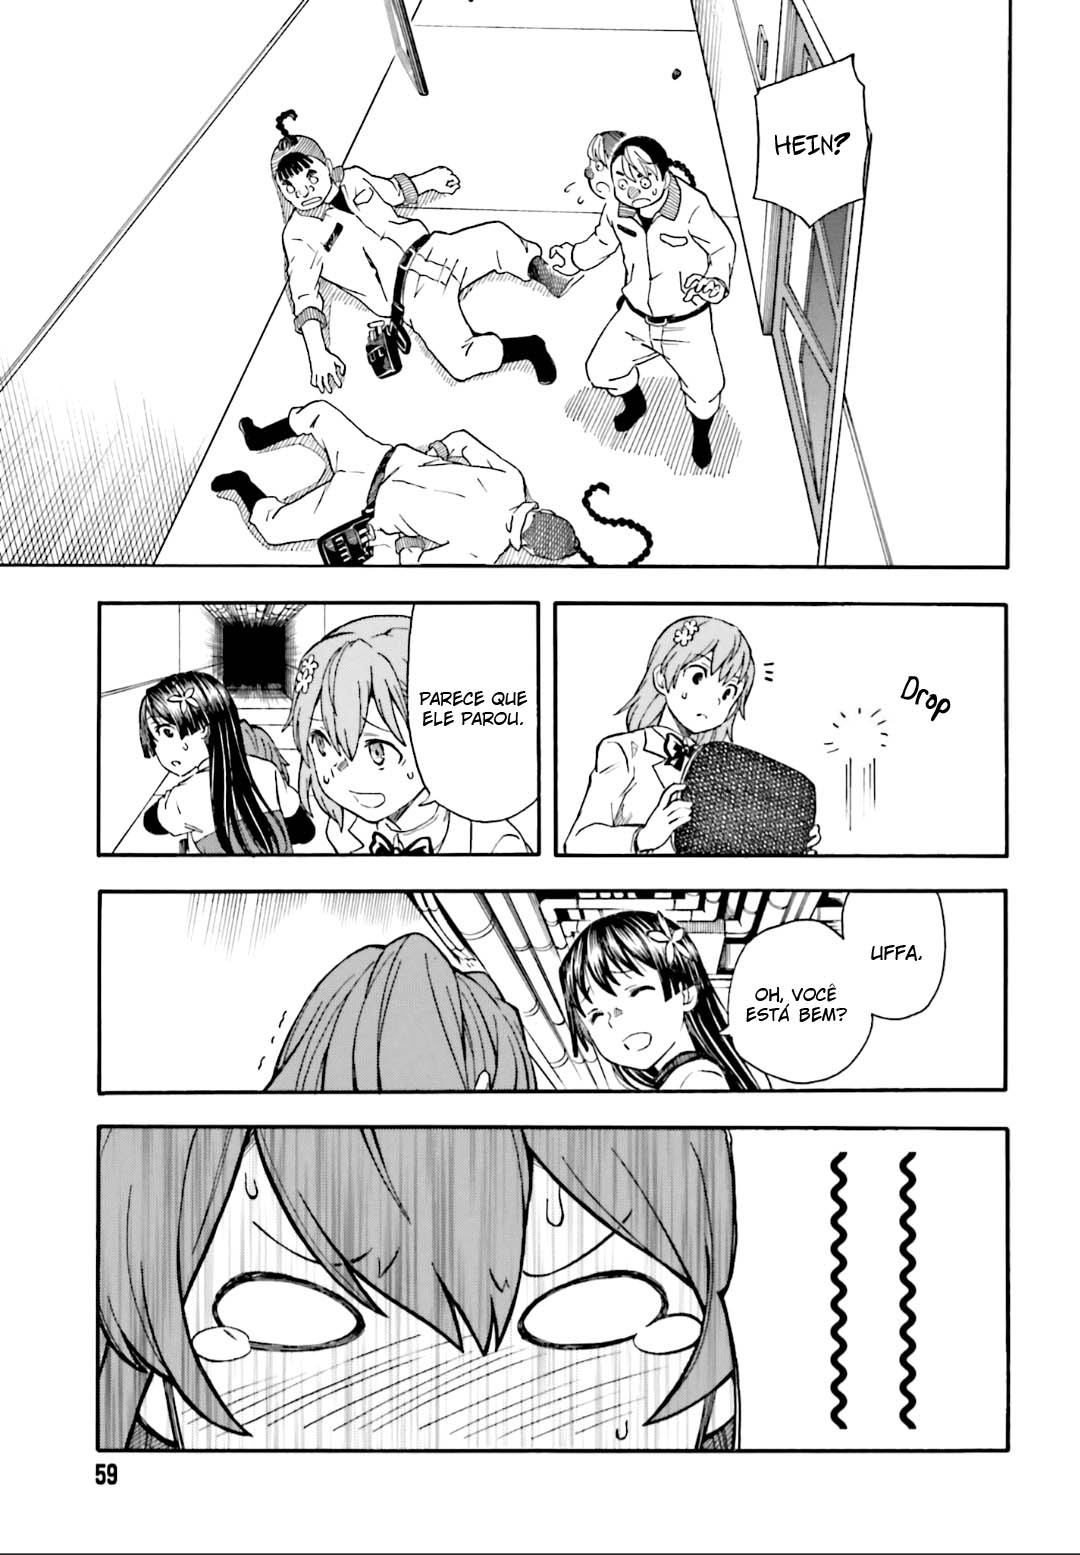 HEIN?
Drop
PARECE QUE
ELE PAROU.
UFFA.
OH, VOCÊ
ESTÁ BEM?
59